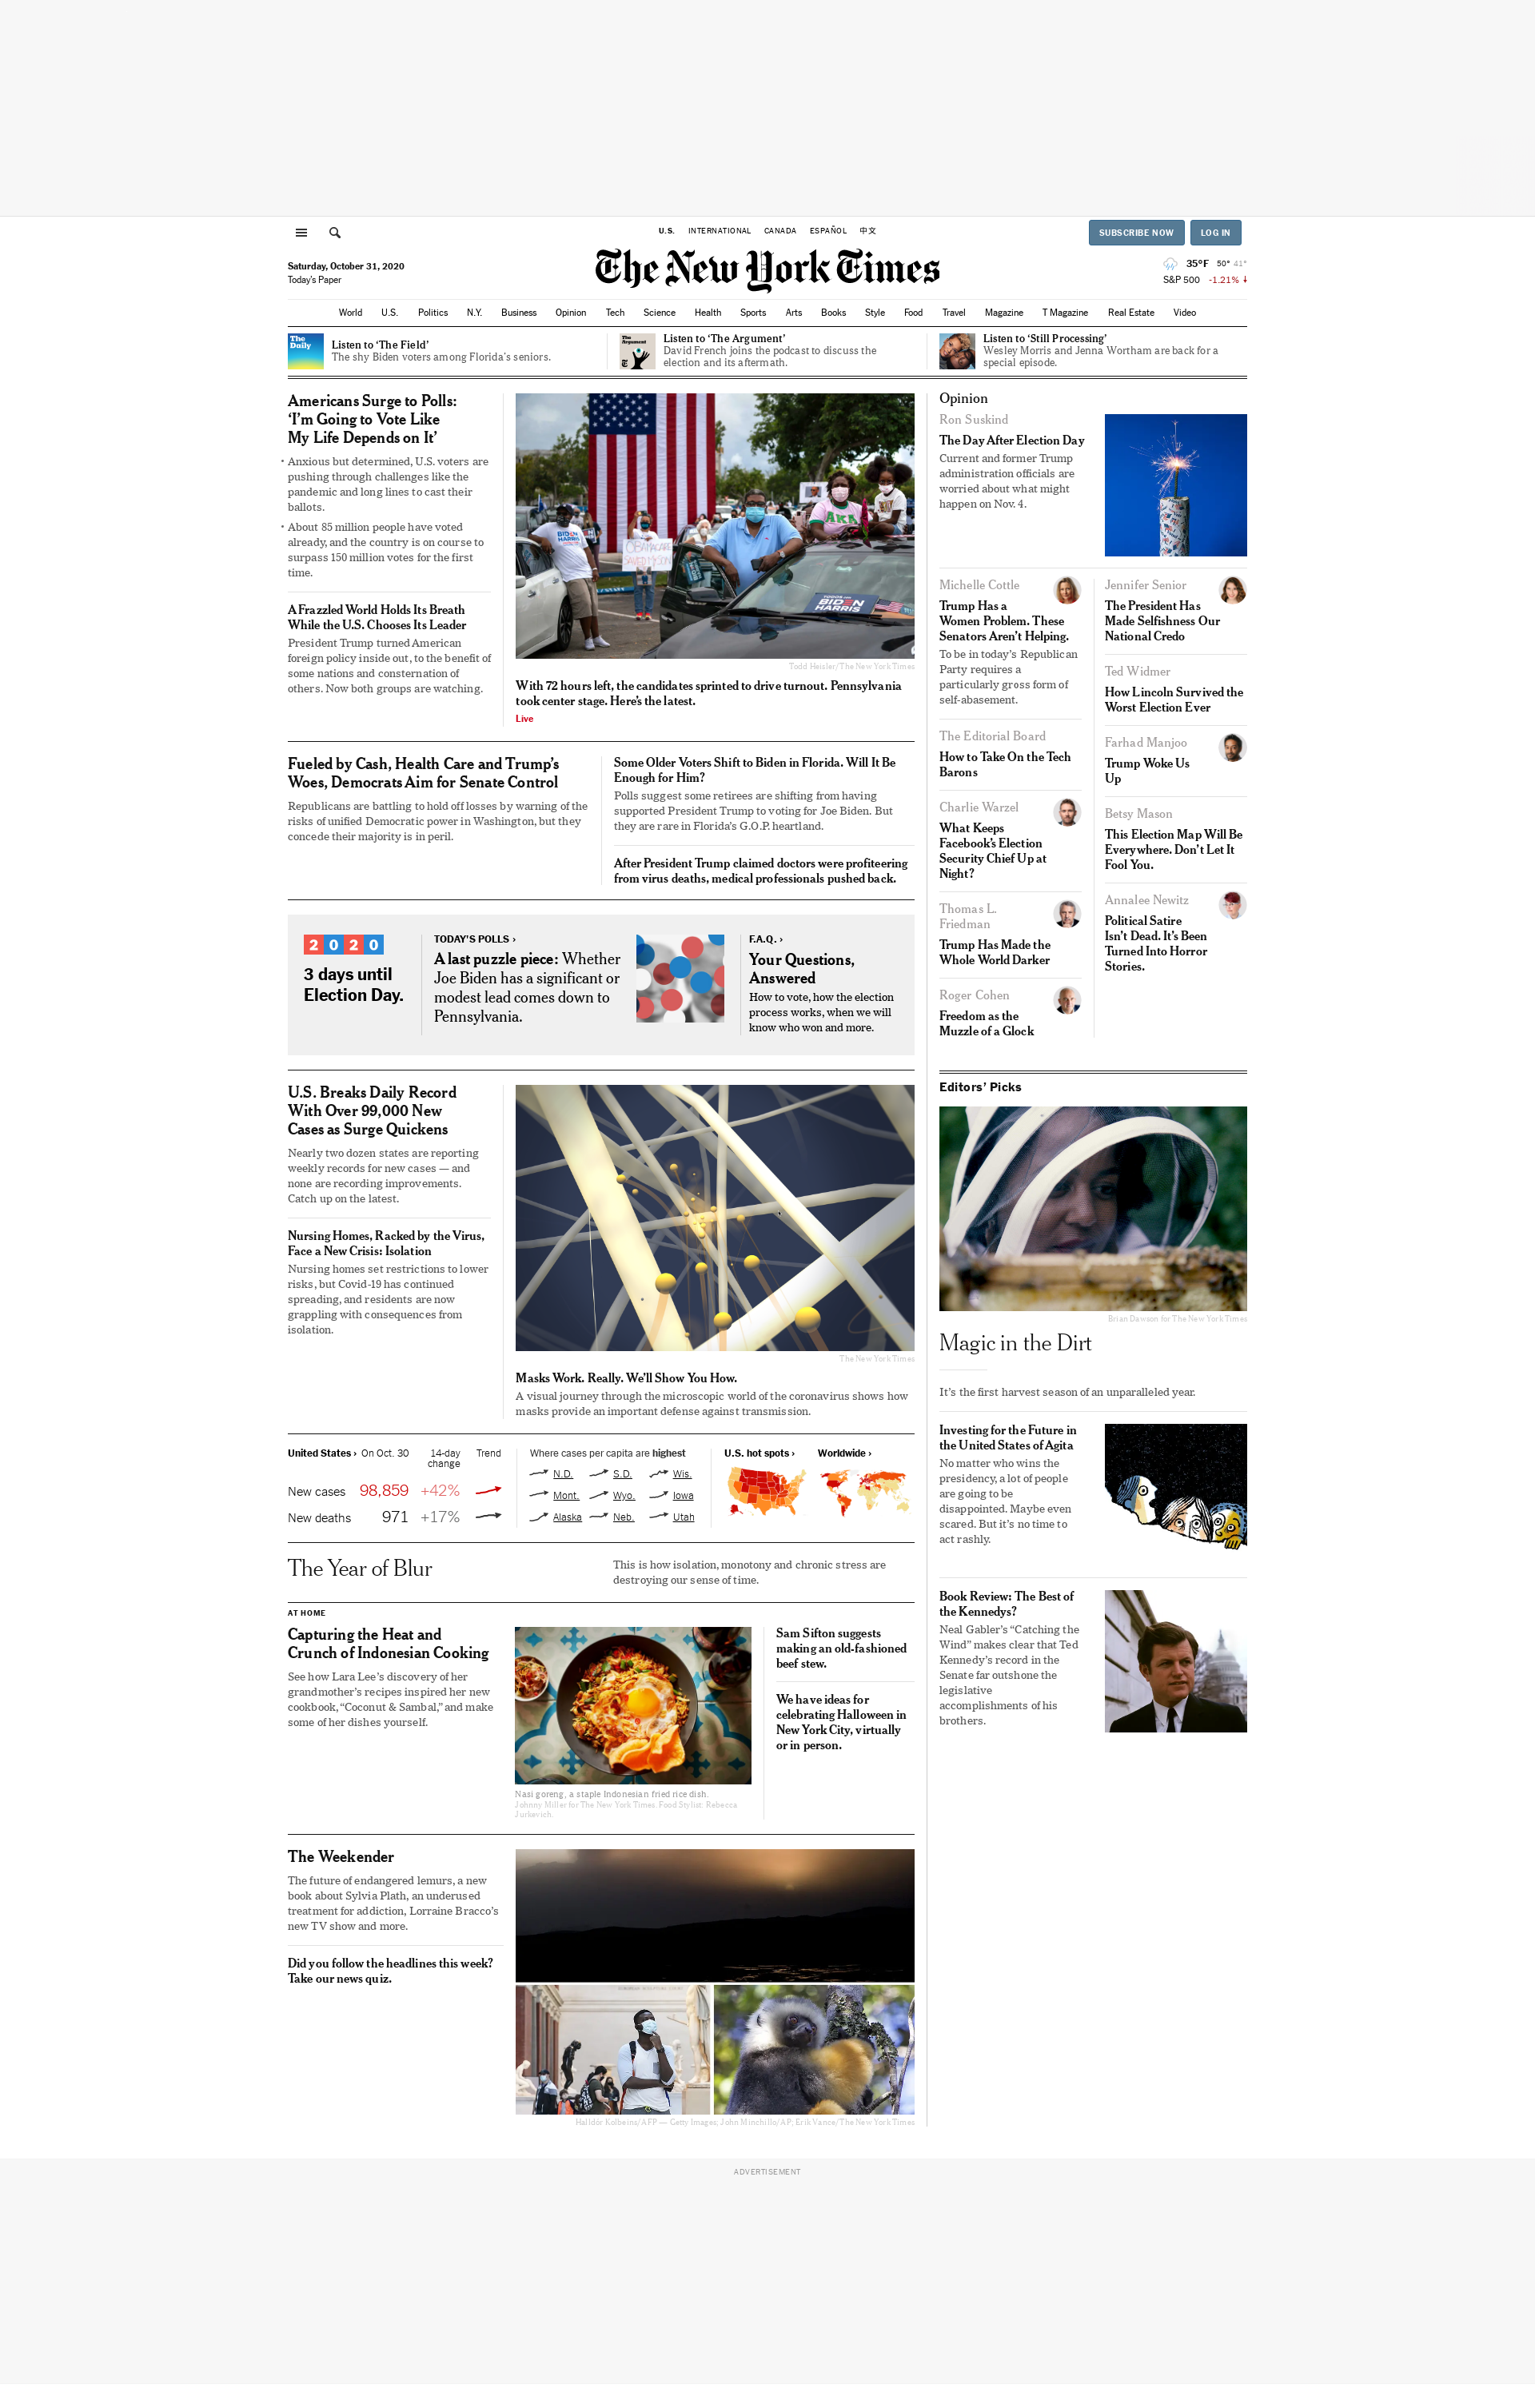 U.S. INTERNATIONAL CANADA ESPAÑOL 中文
SUBSCRIBE NOW LOG IN
Saturday, October 31, 2020
Today's Paper
The New York Times
35°F 50° 41°
S&P 500 -1.21%
World U.S. Politics N.Y. Business Opinion Tech Science Health Sports Arts Books Style Food Travel Magazine T Magazine Real Estate Video
The
Daily
Listen to ‘The Field’
The shy Biden voters among Florida’s seniors.
The
Argument
Listen to ‘The Argument’
David French joins the podcast to discuss the
election and its aftermath.
Listen to ‘Still Processing’
Wesley Morris and Jenna Wortham are back for a
special episode.
Americans Surge to Polls:
‘I’m Going to Vote Like
My Life Depends on It’
• Anxious but determined, U.S. voters are
pushing through challenges like the
pandemic and long lines to cast their
ballots.
• About 85 million people have voted
already, and the country is on course to
surpass 150 million votes for the first
time.
A Frazzled World Holds Its Breath
While the U.S. Chooses Its Leader
President Trump turned American
foreign policy inside out, to the benefit of
some nations and consternation of
others. Now both groups are watching.
BIDEN
HARRIS
OBAMACARE
SAVED MY SON
AKA
BIDEN
HARRIS
Todd Heisler/The New York Times
With 72 hours left, the candidates sprinted to drive turnout. Pennsylvania
took center stage. Here’s the latest.
Live
Fueled by Cash, Health Care and Trump’s
Woes, Democrats Aim for Senate Control
Republicans are battling to hold off losses by warning of the
risks of unified Democratic power in Washington, but they
concede their majority is in peril.
Some Older Voters Shift to Biden in Florida. Will It Be
Enough for Him?
Polls suggest some retirees are shifting from having
supported President Trump to voting for Joe Biden. But
they are rare in Florida’s G.O.P. heartland.
After President Trump claimed doctors were profiteering
from virus deaths, medical professionals pushed back.
2020
3 days until
Election Day.
TODAY’S POLLS ›
A last puzzle piece: Whether
Joe Biden has a significant or
modest lead comes down to
Pennsylvania.
F.A.Q. ›
Your Questions,
Answered
How to vote, how the election
process works, when we will
know who won and more.
U.S. Breaks Daily Record
With Over 99,000 New
Cases as Surge Quickens
Nearly two dozen states are reporting
weekly records for new cases — and
none are recording improvements.
Catch up on the latest.
Nursing Homes, Racked by the Virus,
Face a New Crisis: Isolation
Nursing homes set restrictions to lower
risks, but Covid-19 has continued
spreading, and residents are now
grappling with consequences from
isolation.
The New York Times
Masks Work. Really. We’ll Show You How.
A visual journey through the microscopic world of the coronavirus shows how
masks provide an important defense against transmission.
United States › On Oct. 30 14-day
change Trend
New cases 98,859 +42%
New deaths 971 +17%
Where cases per capita are highest
N.D. S.D. Wis.
Mont. Wyo. Iowa
Alaska Neb. Utah
U.S. hot spots › Worldwide ›
The Year of Blur
This is how isolation, monotony and chronic stress are
destroying our sense of time.
AT HOME
Capturing the Heat and
Crunch of Indonesian Cooking
See how Lara Lee’s discovery of her
grandmother’s recipes inspired her new
cookbook, “Coconut & Sambal,” and make
some of her dishes yourself.
Nasi goreng, a staple Indonesian fried rice dish.
Johnny Miller for The New York Times. Food Stylist: Rebecca
Jurkevich.
Sam Sifton suggests
making an old-fashioned
beef stew.
We have ideas for
celebrating Halloween in
New York City, virtually
or in person.
The Weekender
The future of endangered lemurs, a new
book about Sylvia Plath, an underused
treatment for addiction, Lorraine Bracco’s
new TV show and more.
Did you follow the headlines this week?
Take our news quiz.
Halldór Kolbeins/AFP — Getty Images; John Minchillo/AP; Erik Vance/The New York Times
Opinion
Ron Suskind
The Day After Election Day
Current and former Trump
administration officials are
worried about what might
happen on Nov. 4.
Michelle Cottle
Trump Has a
Women Problem. These
Senators Aren’t Helping.
To be in today’s Republican
Party requires a
particularly gross form of
self-abasement.
The Editorial Board
How to Take On the Tech
Barons
Charlie Warzel
What Keeps
Facebook’s Election
Security Chief Up at
Night?
Thomas L.
Friedman
Trump Has Made the
Whole World Darker
Roger Cohen
Freedom as the
Muzzle of a Glock
Jennifer Senior
The President Has
Made Selfishness Our
National Credo
Ted Widmer
How Lincoln Survived the
Worst Election Ever
Farhad Manjoo
Trump Woke Us
Up
Betsy Mason
This Election Map Will Be
Everywhere. Don’t Let It
Fool You.
Annalee Newitz
Political Satire
Isn’t Dead. It’s Been
Turned Into Horror
Stories.
Editors’ Picks
Brian Dawson for The New York Times
Magic in the Dirt
It’s the first harvest season of an unparalleled year.
Investing for the Future in
the United States of Agita
No matter who wins the
presidency, a lot of people
are going to be
disappointed. Maybe even
scared. But it’s no time to
act rashly.
Book Review: The Best of
the Kennedys?
Neal Gabler’s “Catching the
Wind” makes clear that Ted
Kennedy’s record in the
Senate far outshone the
legislative
accomplishments of his
brothers.
ADVERTISEMENT